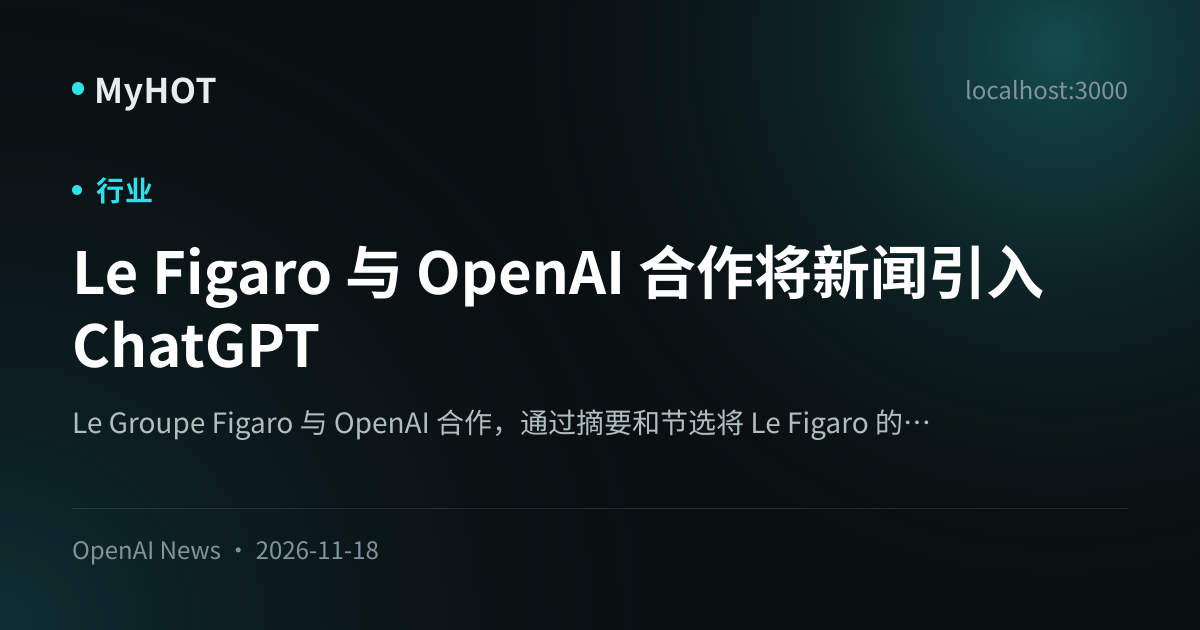 MyHOT
localhost:3000
行业
Le Figaro 与 OpenAI 合作将新闻引入
ChatGPT
Le Groupe Figaro 与 OpenAI 合作，通过摘要和节选将 Le Figaro 的…
OpenAI News · 2026-11-18